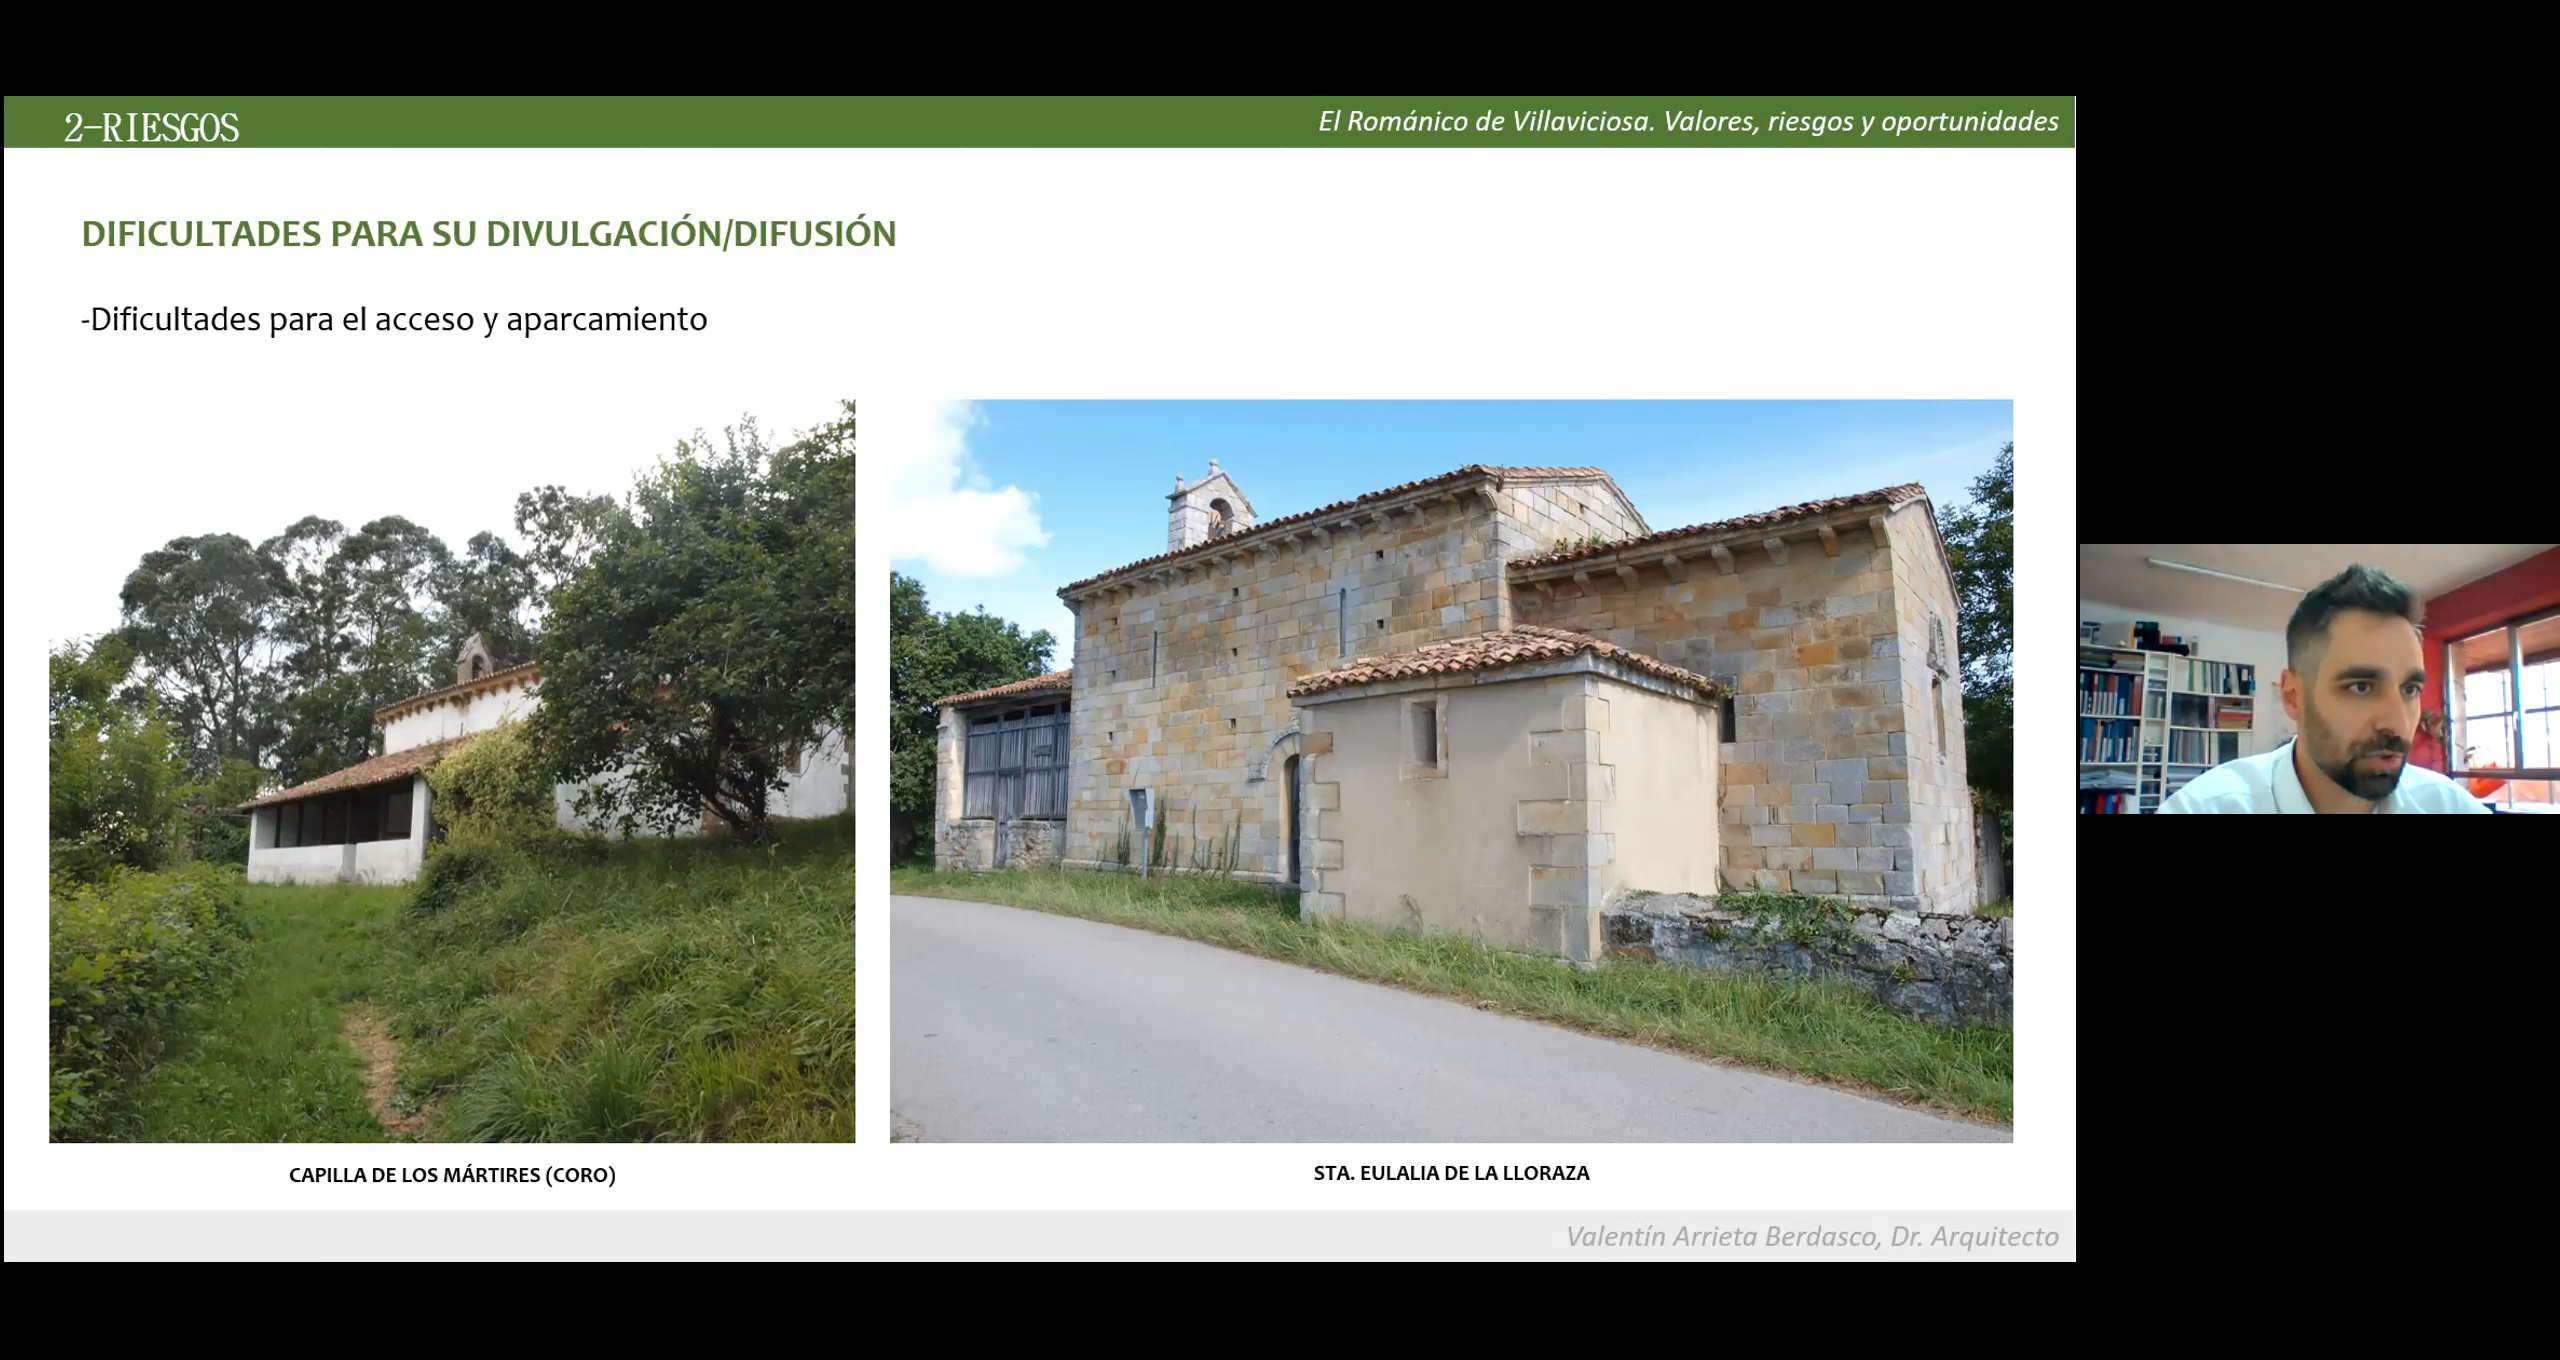 2-RIESGOS
El Románico de Villaviciosa. Valores, riesgos y oportunidades
DIFICULTADES PARA SU DIVULGACIÓN/DIFUSIÓN
-Dificultades para el acceso y aparcamiento
CAPILLA DE LOS MÁRTIRES (CORO)
STA. EULALIA DE LA LLORAZA
Valentín Arrieta Berdasco, Dr. Arquitecto